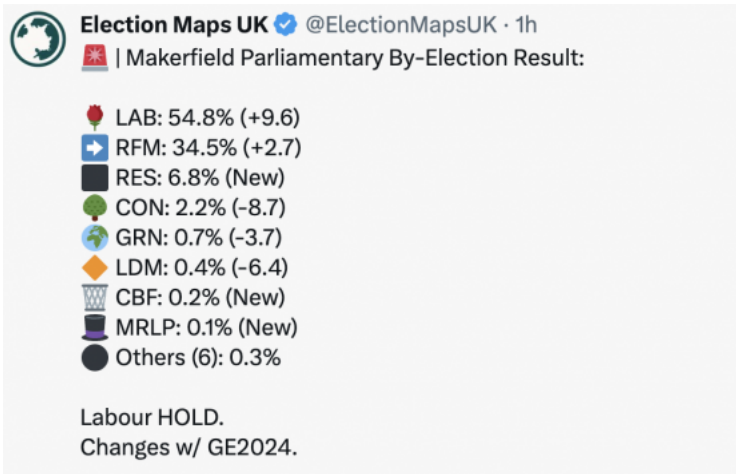 Election Maps UK @ElectionMapsUK · 1h
🚨 | Makerfield Parliamentary By-Election Result:
🌹 LAB: 54.8% (+9.6)
➡️ RFM: 34.5% (+2.7)
⬛ RES: 6.8% (New)
🌳 CON: 2.2% (-8.7)
🌍 GRN: 0.7% (-3.7)
🔶 LDM: 0.4% (-6.4)
🗑️ CBF: 0.2% (New)
🎩 MRLP: 0.1% (New)
⚫ Others (6): 0.3%
Labour HOLD.
Changes w/ GE2024.